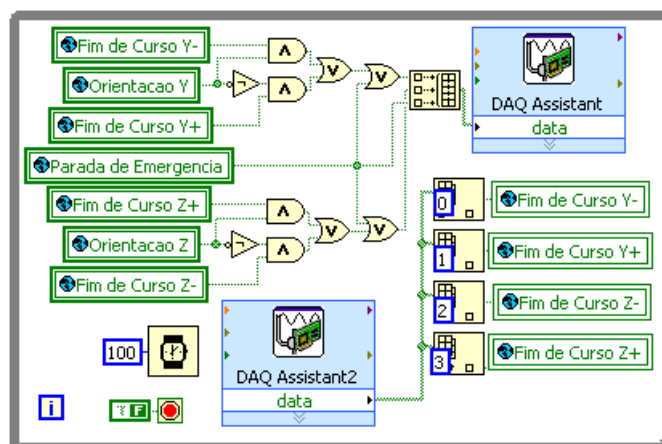 Fim de Curso Y-
Orientacao Y
Fim de Curso Y+
Parada de Emergencia
Fim de Curso Z+
Orientacao Z
Fim de Curso Z-
DAQ Assistant
data
0
Fim de Curso Y-
1
Fim de Curso Y+
2
Fim de Curso Z-
3
Fim de Curso Z+
DAQ Assistant2
data
100
i
F